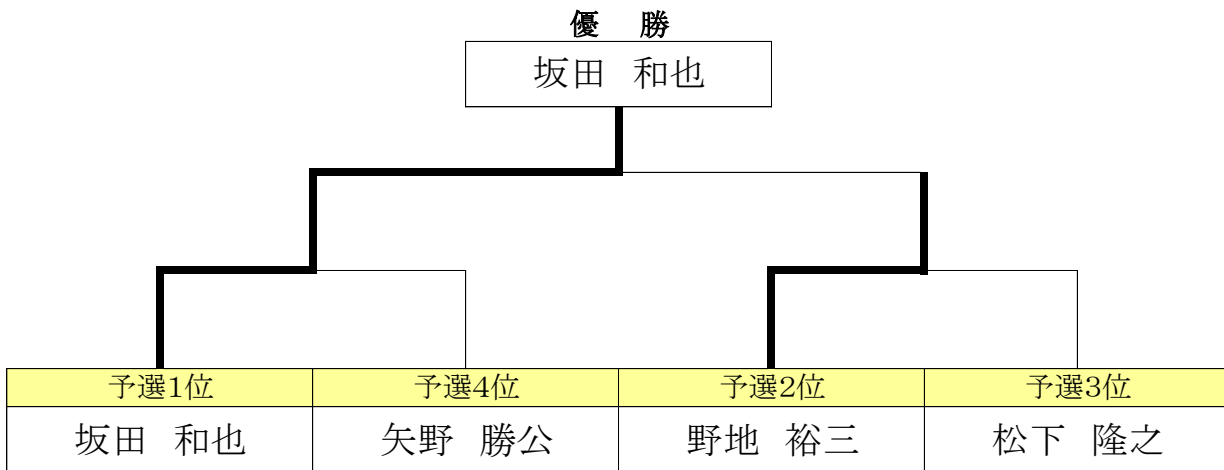 優　勝
坂田　和也
予選1位　予選4位　予選2位　予選3位
坂田　和也　矢野　勝公　野地　裕三　松下　隆之